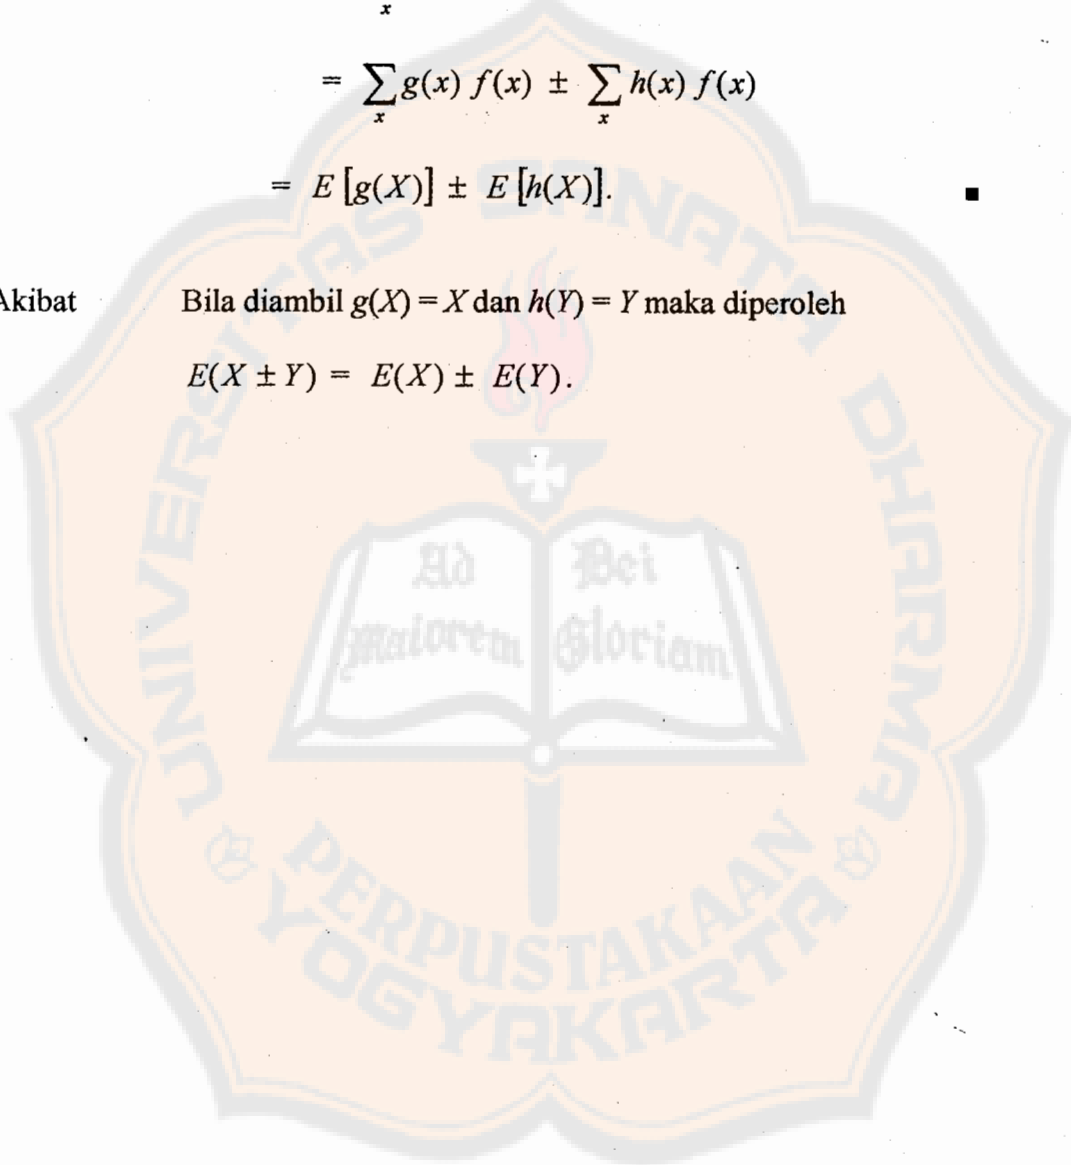 x
= ∑ g(x) f(x) ± ∑ h(x) f(x)
x x
= E [g(X)] ± E [h(X)]. ■
Akibat Bila diambil g(X) = X dan h(Y) = Y maka diperoleh
E(X ± Y) = E(X) ± E(Y).
UNIVERSITAS SANATA DHARMA
Ad Dei
maiorem Gloriam
PERPUSTAKAAN
YOGYAKARTA